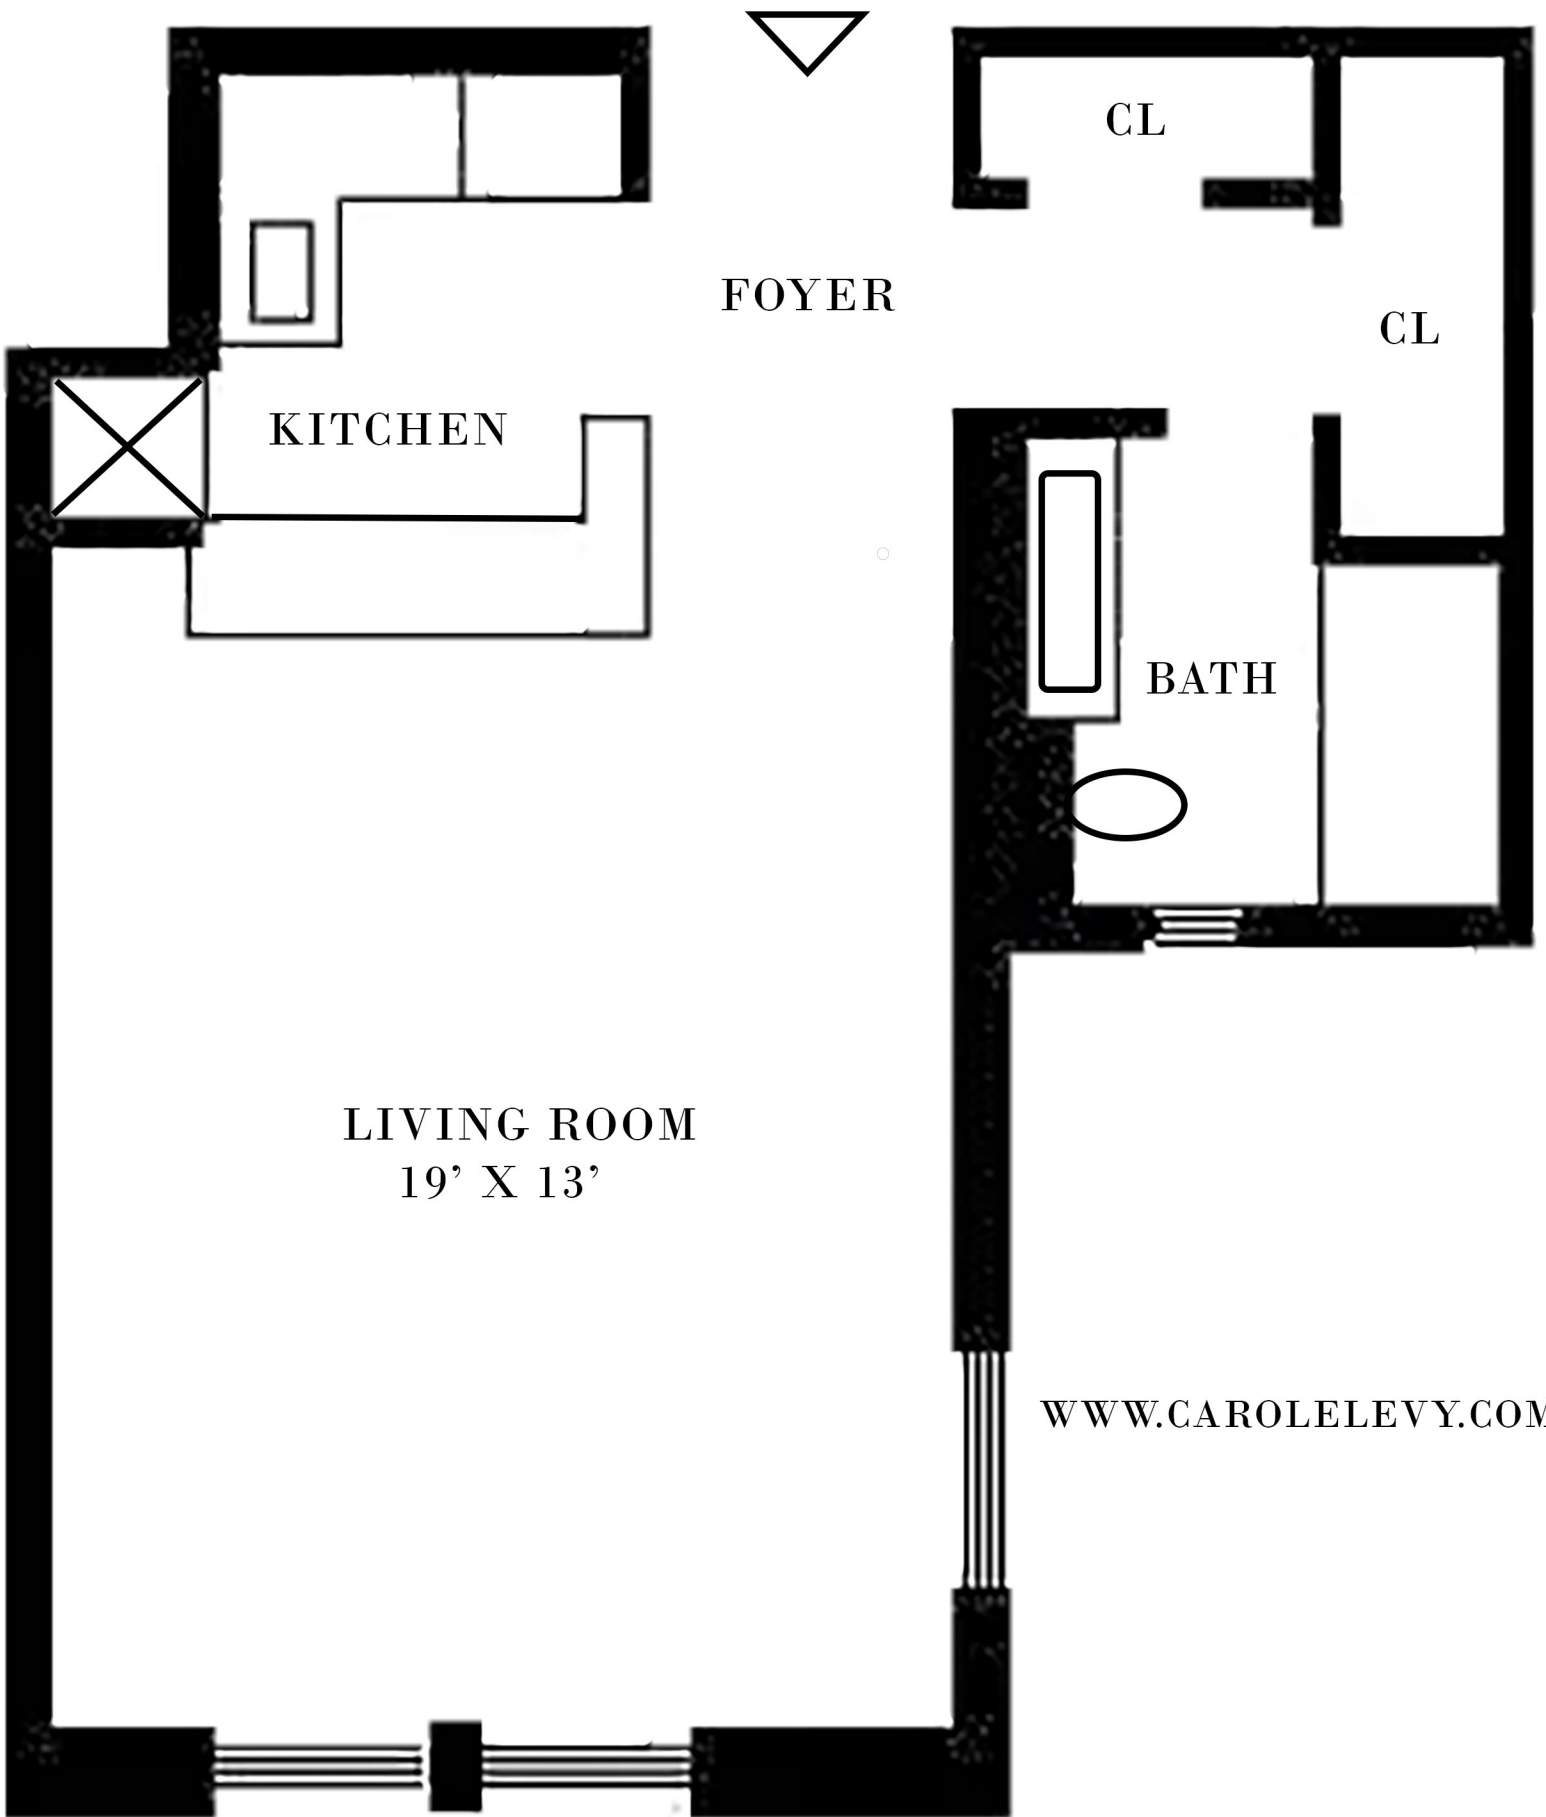 CL
FOYER
CL
KITCHEN
BATH
LIVING ROOM
19’ X 13’
WWW.CAROLELEVY.COM